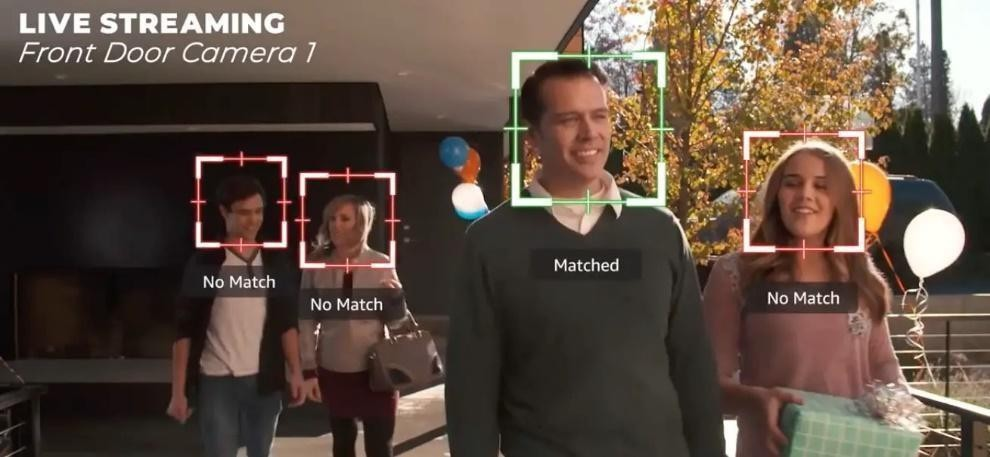 LIVE STREAMING
Front Door Camera 1
No Match
No Match
Matched
No Match